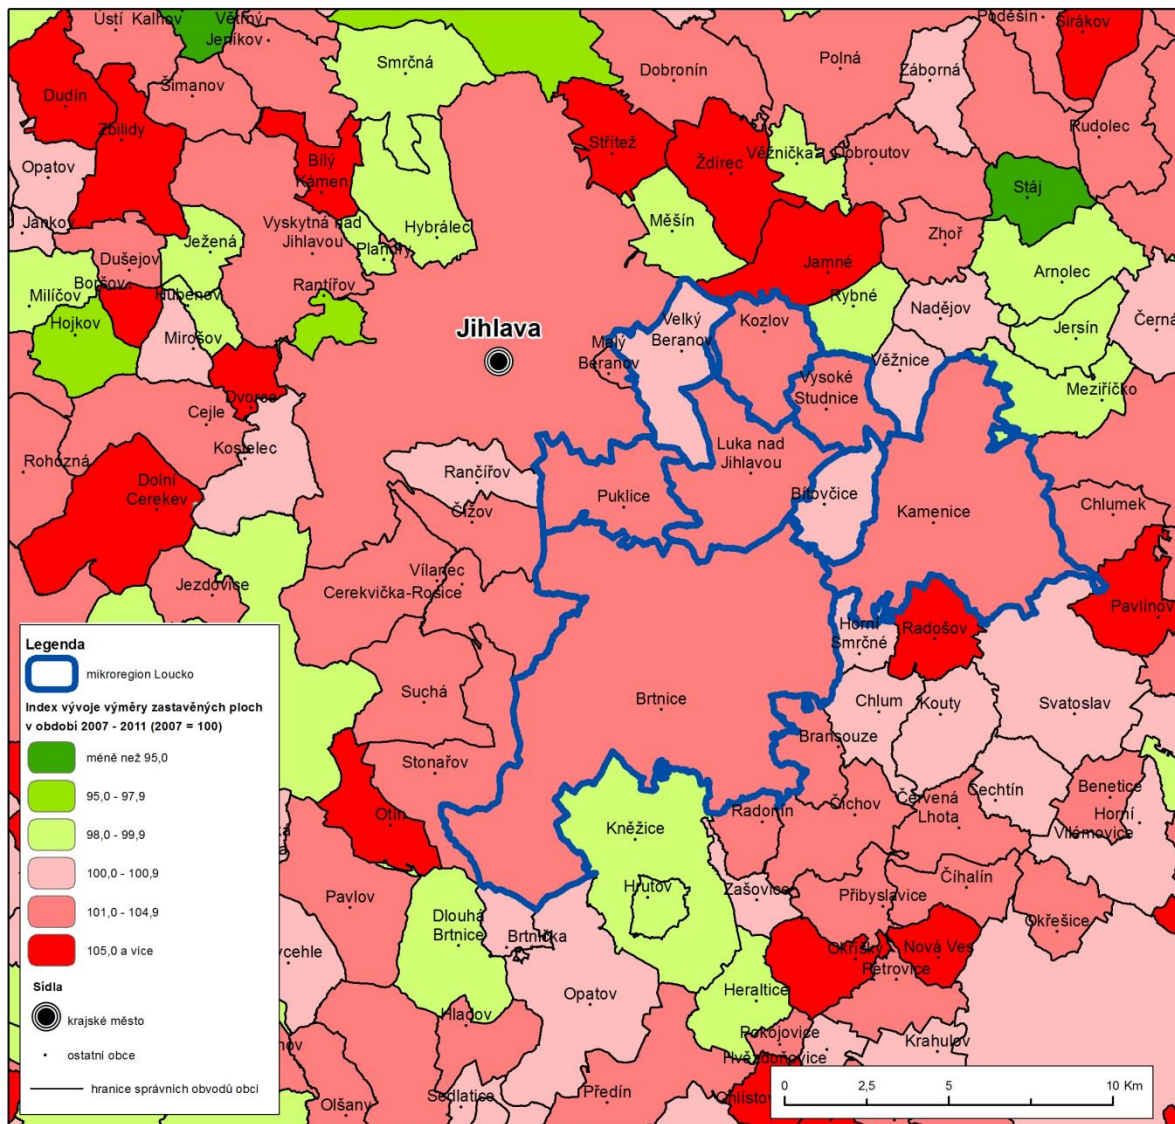 Ústí
Kalhov
Větrný
Jeníkov
Smrčná
Dobronín
Polná
Poděšín
Sirákov
Záborná
Šimanov
Dudín
Zbilidy
Rudolec
Střítež
Ždírec
Věžnička
Dobroutov
Opatov
Bílý
Kámen
Stáj
Jankov
Vyskytná nad
Jihlavou
Hybrálec
Měšín
Zhoř
Ježená
Plandry
Dušejov
Jamné
Arnolec
Boršov
Rantířov
Milíčov
Hubenov
Rybné
Nadějov
Hojkov
Mirošov
Jihlava
Velký
Beranov
Kozlov
Jersín
Černá
Malý
Beranov
Věžnice
Vysoké
Studnice
Meziříčko
Dvorce
Cejle
Kostelec
Rohozná
Rančířov
Luka nad
Jihlavou
Dolní
Cerekev
Puklice
Bítovčice
Kamenice
Chlumek
Čížov
Vílanec
Jezdovice
Cerekvička-Rosice
Pavlínov
Horní
Smrčné
Radošov
Suchá
Brtnice
Chlum
Kouty
Svatoslav
Bransouze
Stonařov
Čechtín
Benetice
Radonín
Čichov
Červená
Lhota
Otín
Horní
Vilémovice
Kněžice
Hrutov
Zašovice
Číhalín
Přibyslavice
Pavlov
Okřešice
Dlouhá
Brtnice
Brtnička
Okříšky
Nová Ves
Petrovice
Opatov
Heraltice
Hladov
Pokojovice
Krahulov
Hvězdoňovice
Předín
Sedlatice
Olšany
Legenda
mikroregion Loucko
Index vývoje výměry zastavěných ploch
v období 2007 - 2011 (2007 = 100)
méně než 95,0
95,0 - 97,9
98,0 - 99,9
100,0 - 100,9
101,0 - 104,9
105,0 a více
Sídla
krajské město
ostatní obce
hranice správních obvodů obcí
0 2,5 5 10 Km